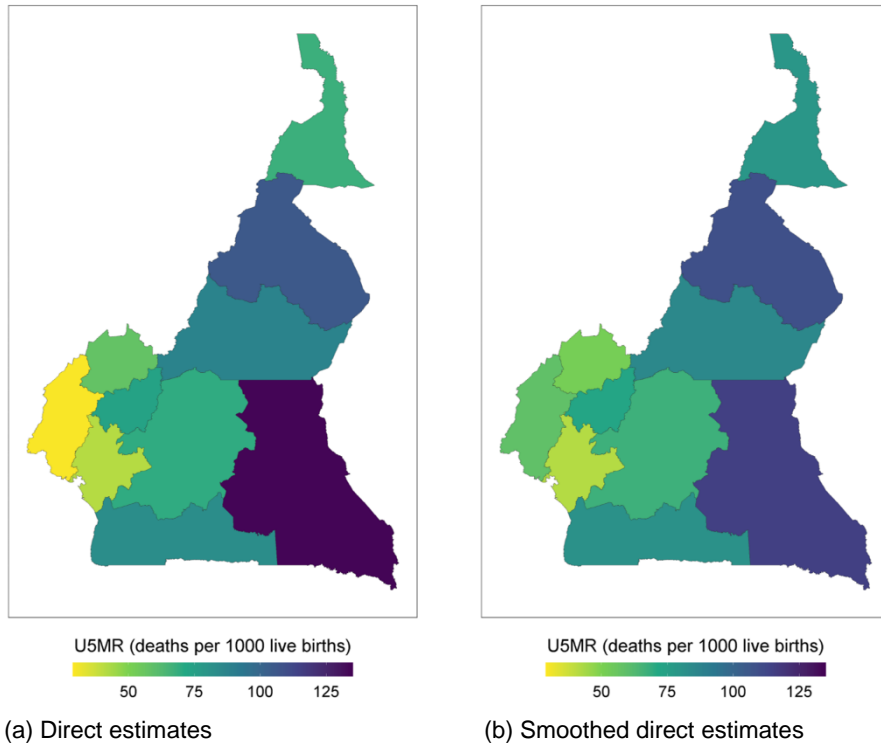 U5MR (deaths per 1000 live births)
50 75 100 125
(a) Direct estimates
U5MR (deaths per 1000 live births)
50 75 100 125
(b) Smoothed direct estimates